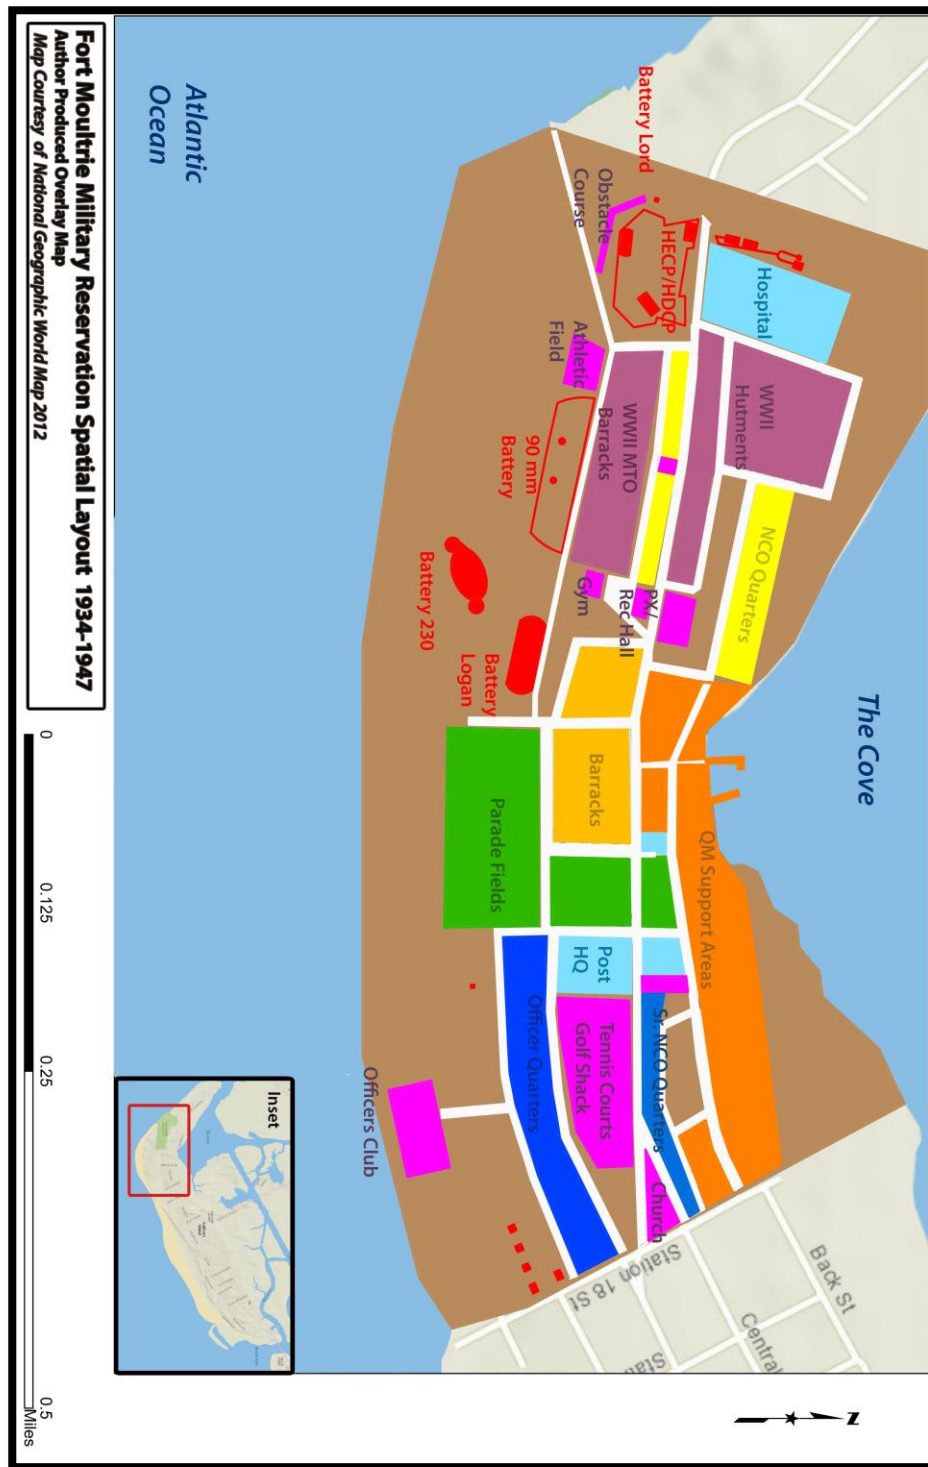 Fort Moultrie Military Reservation Spatial Layout 1934-1947
Author Produced Overlay Map
Map Courtesy of National Geographic World Map 2012
Atlantic
Ocean
The Cove
Battery Lord
Obstacle
Course
HECP/HDCP
Hospital
Athletic
Field
WWII MTO
Barracks
WWII
Hutments
90 mm
Battery
NCO Quarters
Battery 230
Gym
PX/
Rec Hall
Battery
Logan
Barracks
Parade Fields
QM Support Areas
Post
HQ
Officer Quarters
Tennis Courts
Golf Shack
Sr. NCO Quarters
Officers Club
Church
Station 18 St
Back St
Central
Stati
Inset
0
0.125
0.25
0.5
Miles
N